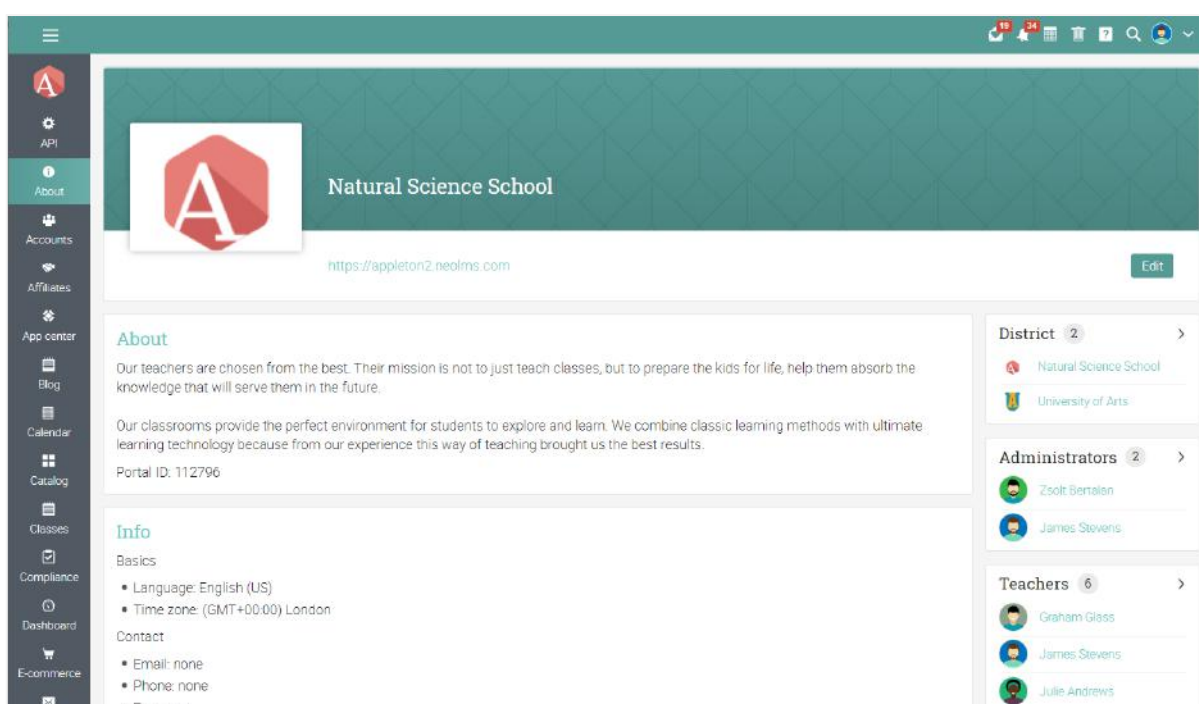 19
34
A
API
About
Accounts
Affiliates
App center
Blog
Calendar
Catalog
Classes
Compliance
Dashboard
E-commerce
A
Natural Science School
https://appleton2.neolms.com
Edit
About
Our teachers are chosen from the best. Their mission is not to just teach classes, but to prepare the kids for life, help them absorb the
knowledge that will serve them in the future.
Our classrooms provide the perfect environment for students to explore and learn. We combine classic learning methods with ultimate
learning technology because from our experience this way of teaching brought us the best results.
Portal ID: 112796
Info
Basics
• Language: English (US)
• Time zone: (GMT+00:00) London
Contact
• Email: none
• Phone: none
District 2
Natural Science School
University of Arts
Administrators 2
Zsolt Bertalan
James Stevens
Teachers 6
Graham Glass
James Stevens
Julie Andrews